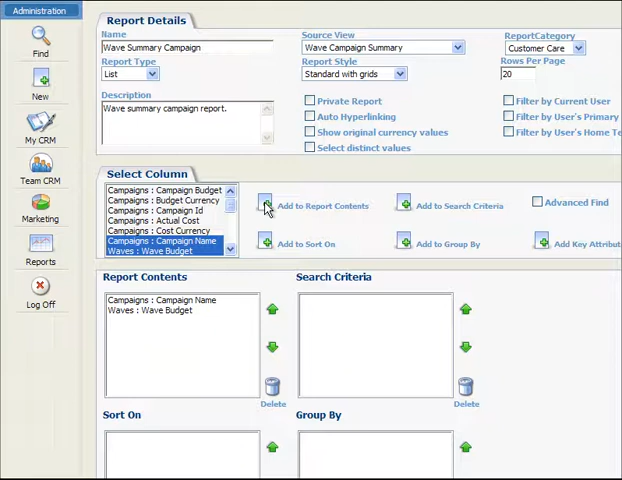 Administration
Find
New
My CRM
Team CRM
Marketing
Reports
Log Off
Report Details
Name
Source View
ReportCategory
Wave Summary Campaign
Wave Campaign Summary
Customer Care
Report Type
Report Style
Rows Per Page
List
Standard with grids
20
Description
Wave summary campaign report.
Private Report
Auto Hyperlinking
Show original currency values
Select distinct values
Filter by Current User
Filter by User's Primary
Filter by User's Home Te
Select Column
Campaigns : Campaign Budget
Campaigns : Budget Currency
Campaigns : Campaign Id
Campaigns : Actual Cost
Campaigns : Cost Currency
Campaigns : Campaign Name
Waves : Wave Budget
Add to Report Contents
Add to Search Criteria
Advanced Find
Add to Sort On
Add to Group By
Add Key Attribut
Report Contents
Search Criteria
Campaigns : Campaign Name
Waves : Wave Budget
Delete
Delete
Sort On
Group By